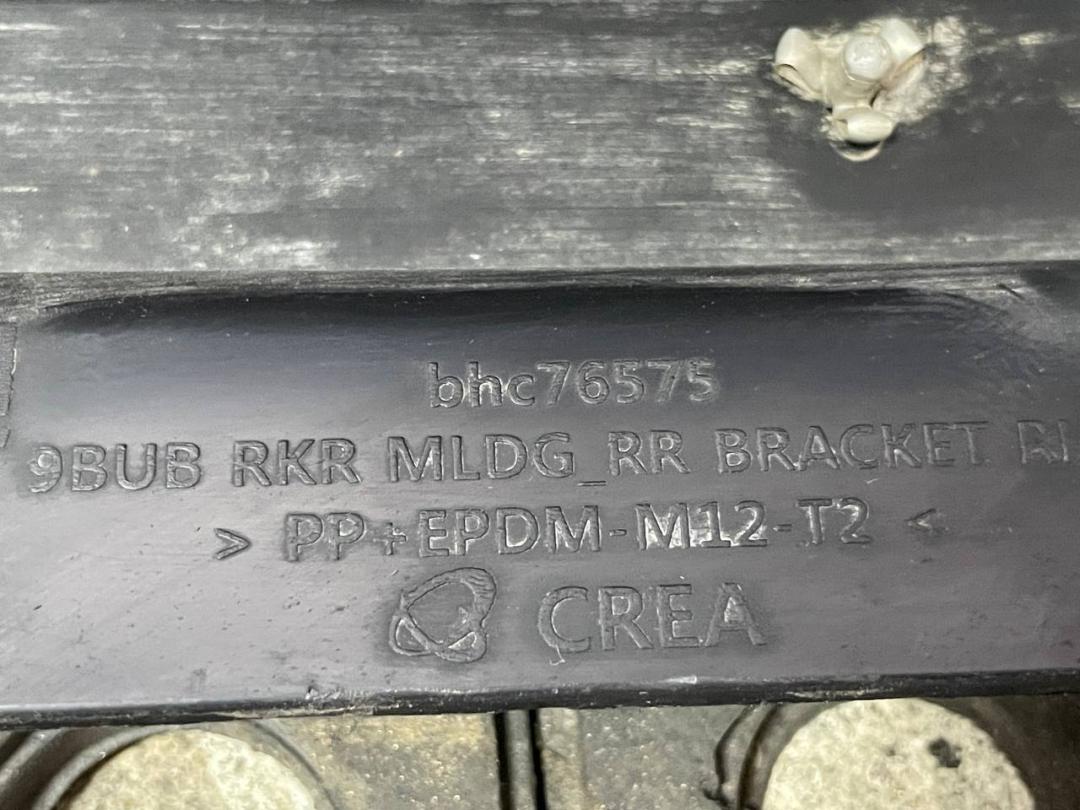 bhc76575
9BUB RKR MLDG_RR BRACKET
> PP+EPDM-M12-T2 <
CREA